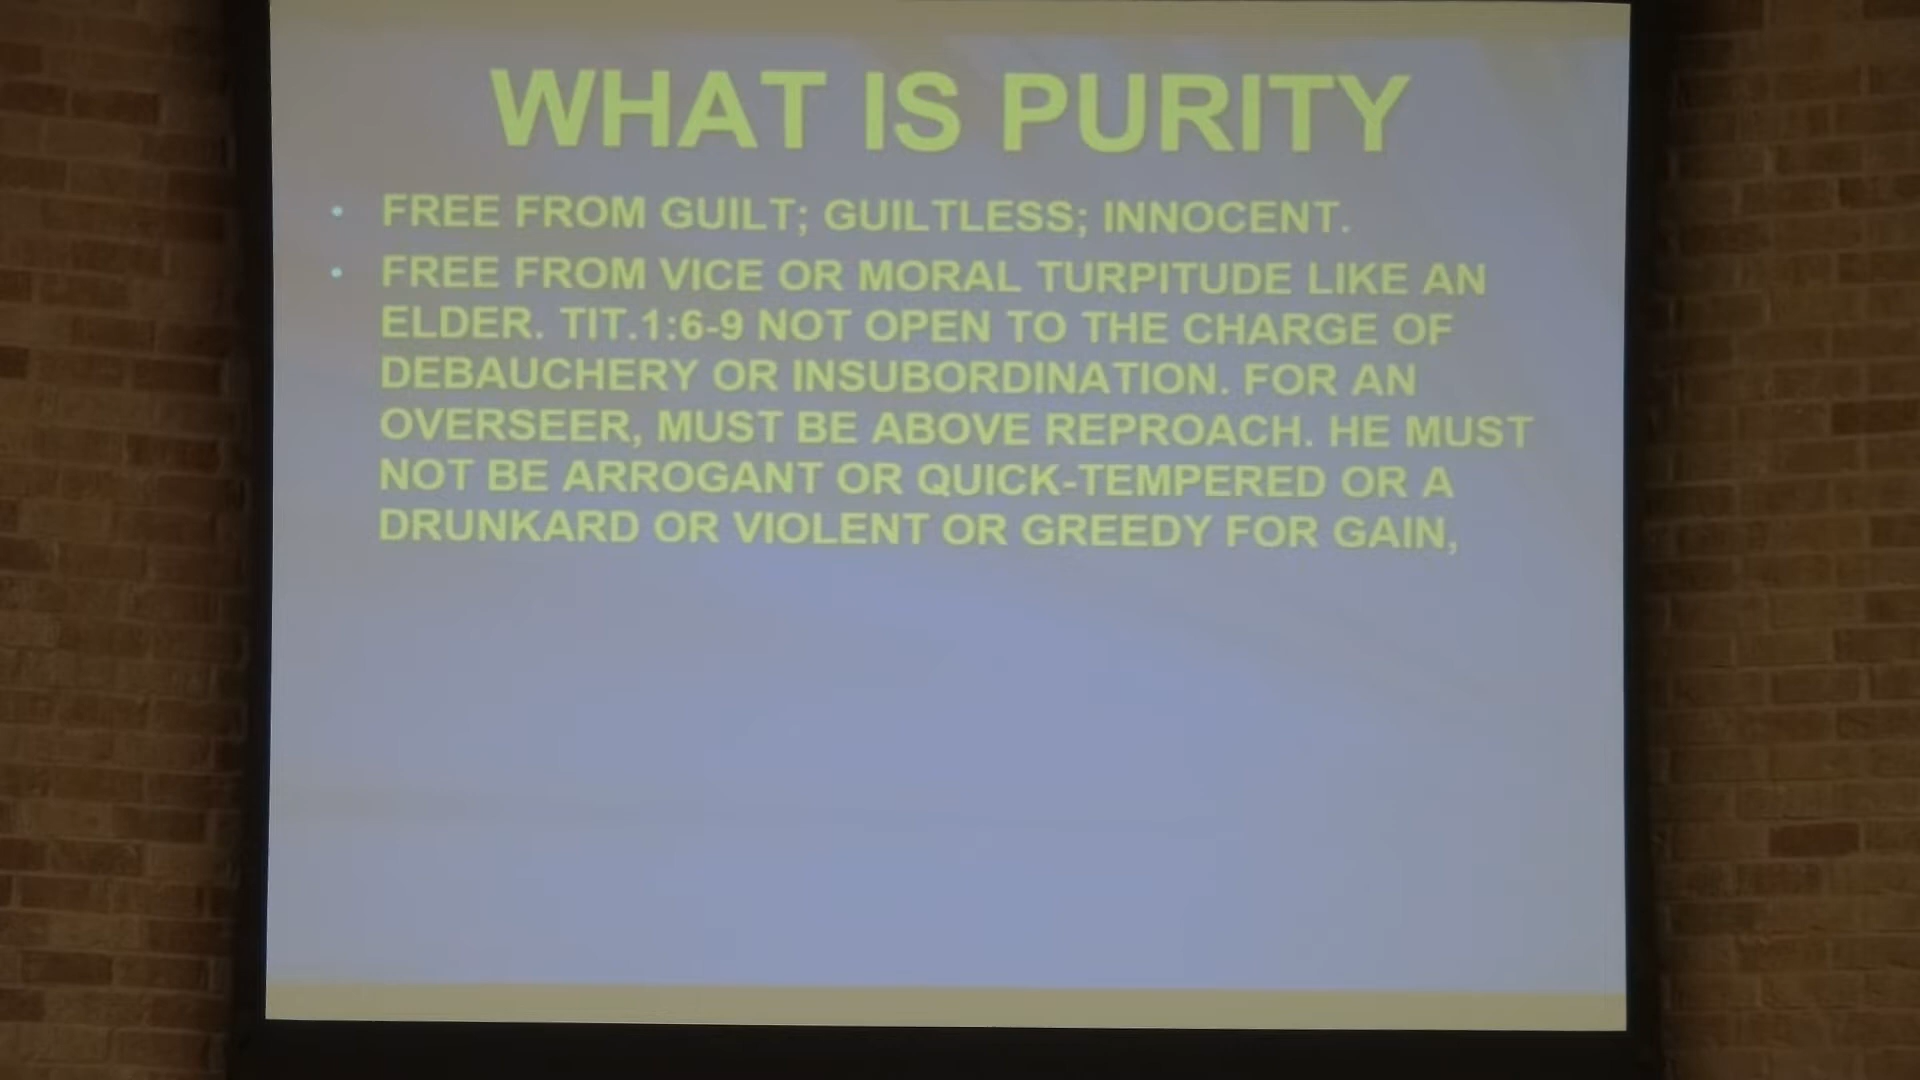 WHAT IS PURITY
• FREE FROM GUILT; GUILTLESS; INNOCENT.
• FREE FROM VICE OR MORAL TURPITUDE LIKE AN
ELDER. TIT.1:6-9 NOT OPEN TO THE CHARGE OF
DEBAUCHERY OR INSUBORDINATION. FOR AN
OVERSEER, MUST BE ABOVE REPROACH. HE MUST
NOT BE ARROGANT OR QUICK-TEMPERED OR A
DRUNKARD OR VIOLENT OR GREEDY FOR GAIN,